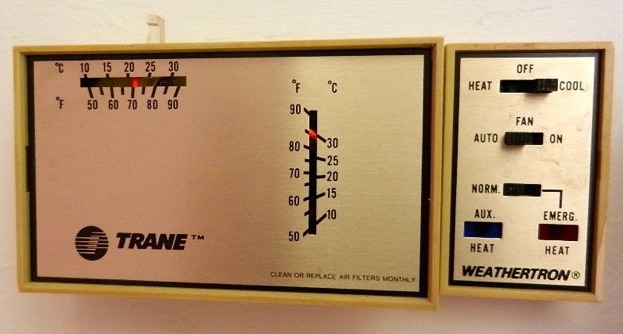 °C 10 15 20 25 30
°F 50 60 70 80 90
°F °C
90
80 30
25
70 20
60 15
10
50
TRANE™
CLEAN OR REPLACE AIR FILTERS MONTHLY
OFF
HEAT COOL
FAN
AUTO ON
NORM.
AUX. EMERG.
HEAT HEAT
WEATHERTRON®